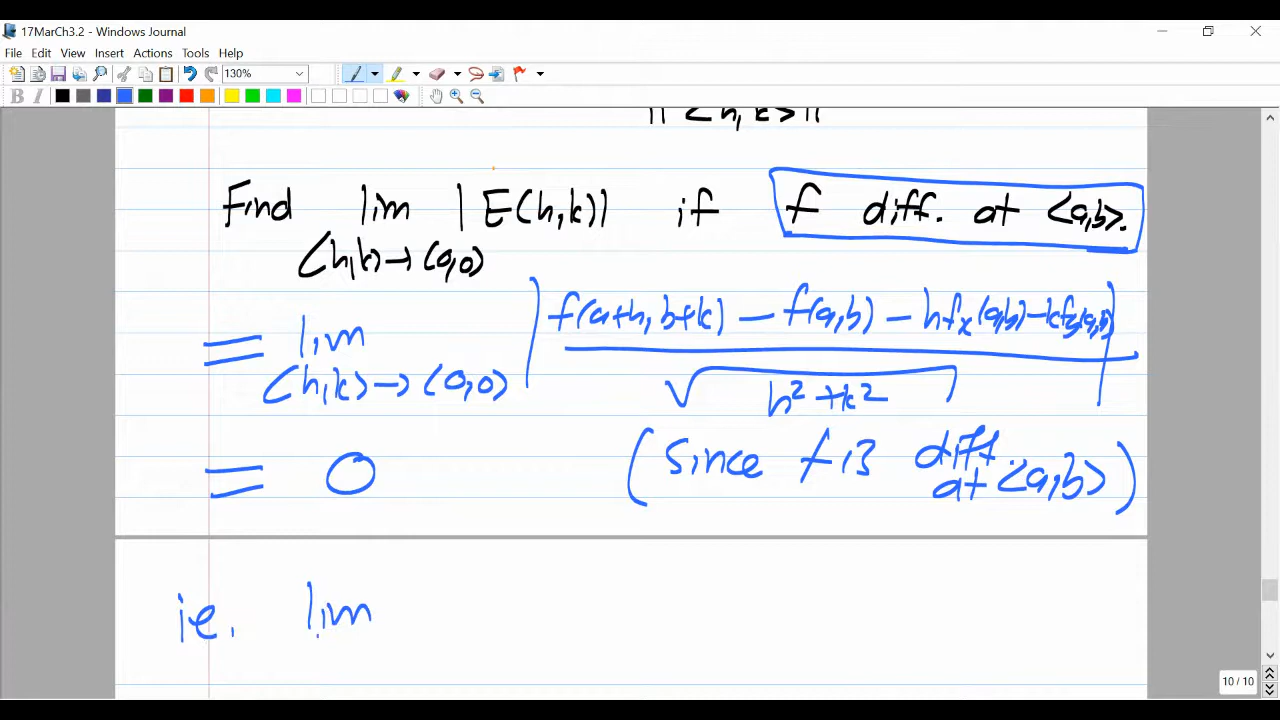 17MarCh3.2 - Windows Journal
File Edit View Insert Actions Tools Help
130%
B I
|| <h, k> ||
Find lim |E(h,k)| if f diff. at <a,b>.
<h,k> → <0,0>
= lim | f(a+h, b+k) - f(a,b) - hfx(a,b) - kfy(a,b) |
<h,k> → <0,0> √h² + k²
= 0 (since f is diff. at <a,b>)
ie. lim
10 / 10